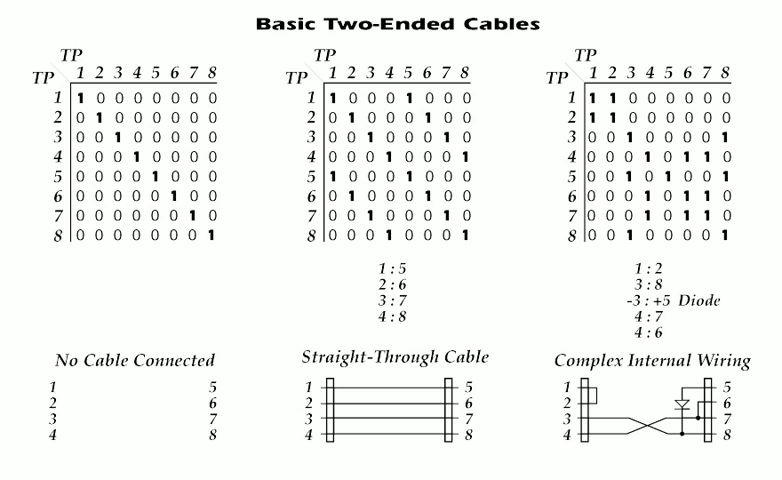 Basic Two-Ended Cables
TP
TP 1 2 3 4 5 6 7 8
1 1 0 0 0 0 0 0 0
2 0 1 0 0 0 0 0 0
3 0 0 1 0 0 0 0 0
4 0 0 0 1 0 0 0 0
5 0 0 0 0 1 0 0 0
6 0 0 0 0 0 1 0 0
7 0 0 0 0 0 0 1 0
8 0 0 0 0 0 0 0 1
No Cable Connected
1 5
2 6
3 7
4 8
TP
TP 1 2 3 4 5 6 7 8
1 1 0 0 0 1 0 0 0
2 0 1 0 0 0 1 0 0
3 0 0 1 0 0 0 1 0
4 0 0 0 1 0 0 0 1
5 1 0 0 0 1 0 0 0
6 0 1 0 0 0 1 0 0
7 0 0 1 0 0 0 1 0
8 0 0 0 1 0 0 0 1
1 : 5
2 : 6
3 : 7
4 : 8
Straight-Through Cable
1 5
2 6
3 7
4 8
TP
TP 1 2 3 4 5 6 7 8
1 1 1 0 0 0 0 0 0
2 1 1 0 0 0 0 0 0
3 0 0 1 0 0 0 0 1
4 0 0 0 1 0 1 1 0
5 0 0 1 0 1 0 0 1
6 0 0 0 1 0 1 1 0
7 0 0 0 1 0 1 1 0
8 0 0 1 0 0 0 0 1
1 : 2
3 : 8
-3 : +5 Diode
4 : 7
4 : 6
Complex Internal Wiring
1 5
2 6
3 7
4 8